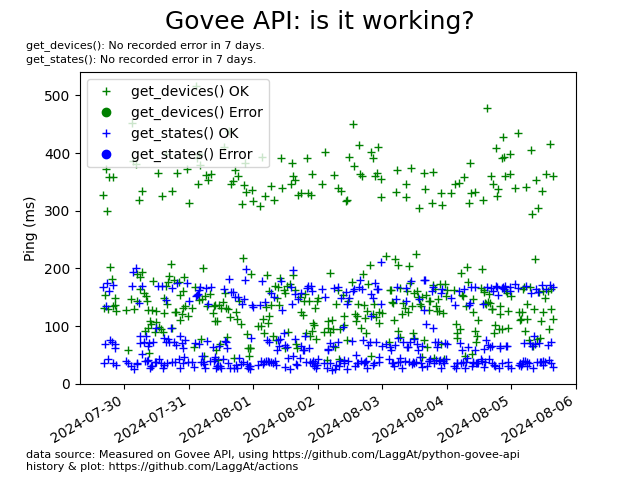 Govee API: is it working?
get_devices(): No recorded error in 7 days.
get_states(): No recorded error in 7 days.
get_devices() OK
get_devices() Error
get_states() OK
get_states() Error
Ping (ms)
500
400
300
200
100
0
2024-07-30
2024-07-31
2024-08-01
2024-08-02
2024-08-03
2024-08-04
2024-08-05
2024-08-06
data source: Measured on Govee API, using https://github.com/LaggAt/python-govee-api
history & plot: https://github.com/LaggAt/actions